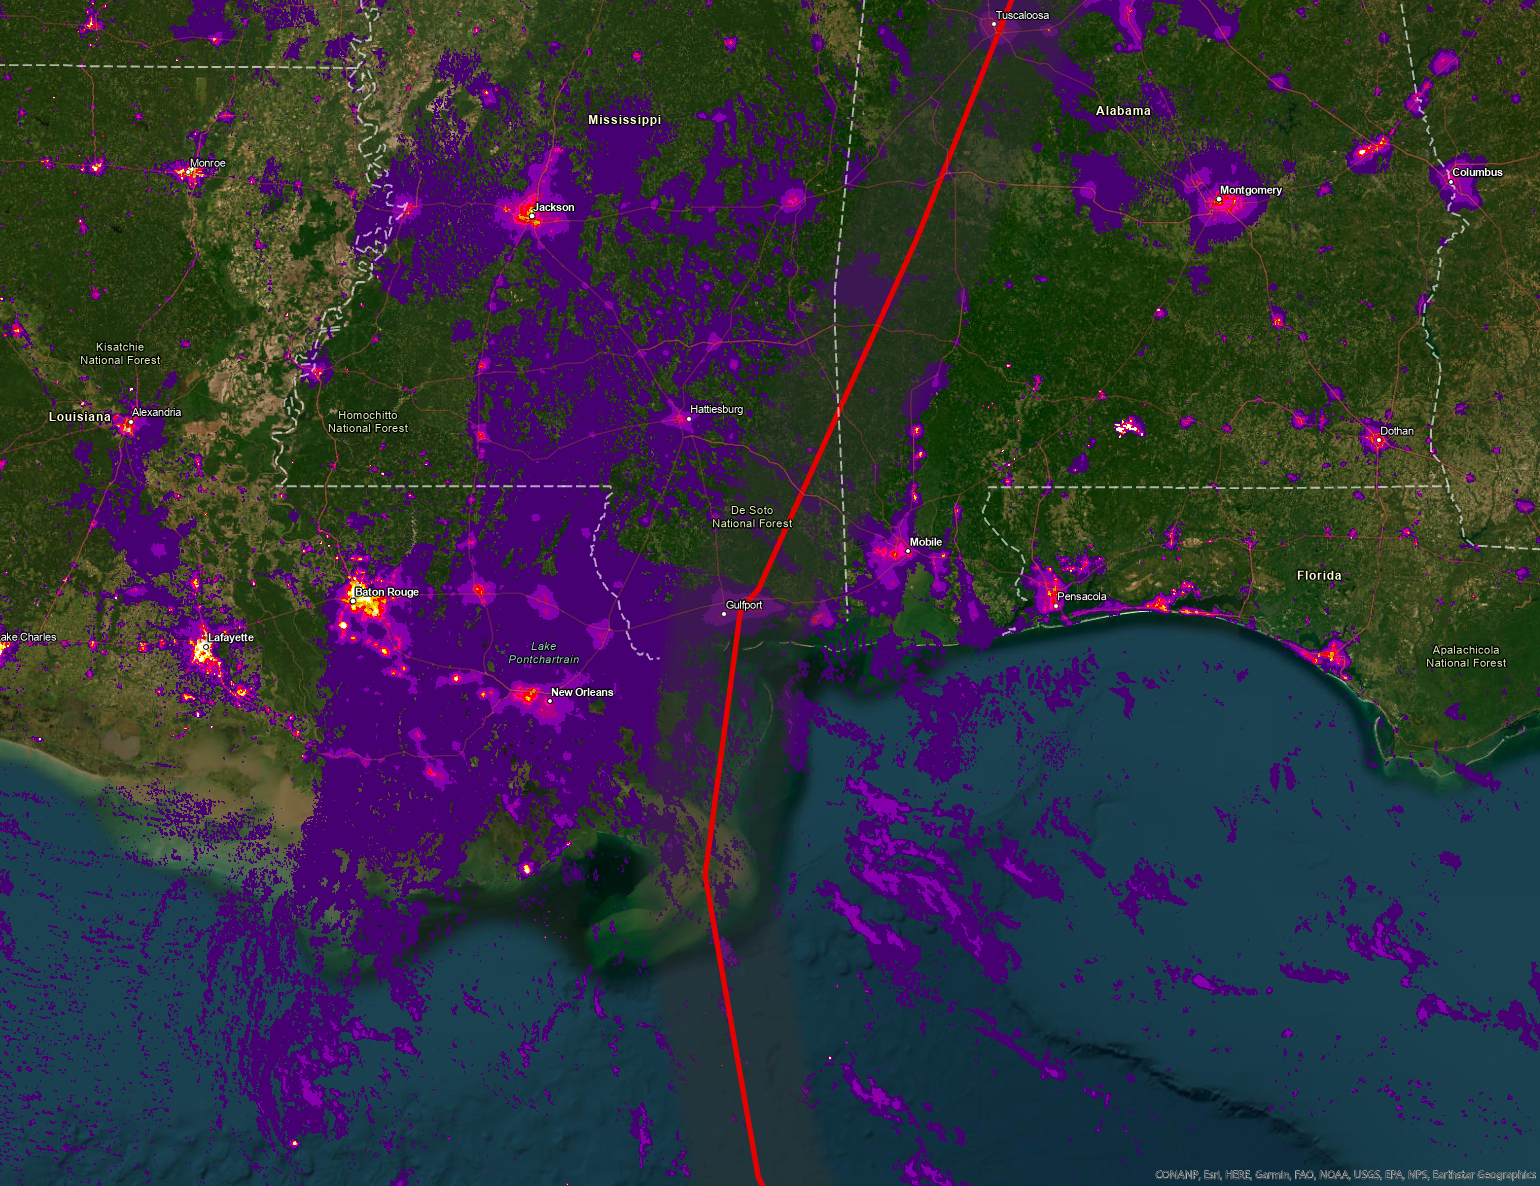 Tuscaloosa
Alabama
Mississippi
Monroe
Columbus
Montgomery
Jackson
Kisatchie
National Forest
Louisiana
Alexandria
Homochitto
National Forest
Hattiesburg
Dothan
De Soto
National Forest
Mobile
Florida
Baton Rouge
Pensacola
Gulfport
ake Charles
Lafayette
Lake
Pontchartrain
Apalachicola
National Forest
New Orleans
CONANP, Esri, HERE, Garmin, FAO, NOAA, USGS, EPA, NPS, Earthstar Geographics